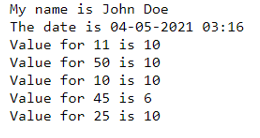 My name is John Doe
The date is 04-05-2021 03:16
Value for 11 is 10
Value for 50 is 10
Value for 10 is 10
Value for 45 is 6
Value for 25 is 10